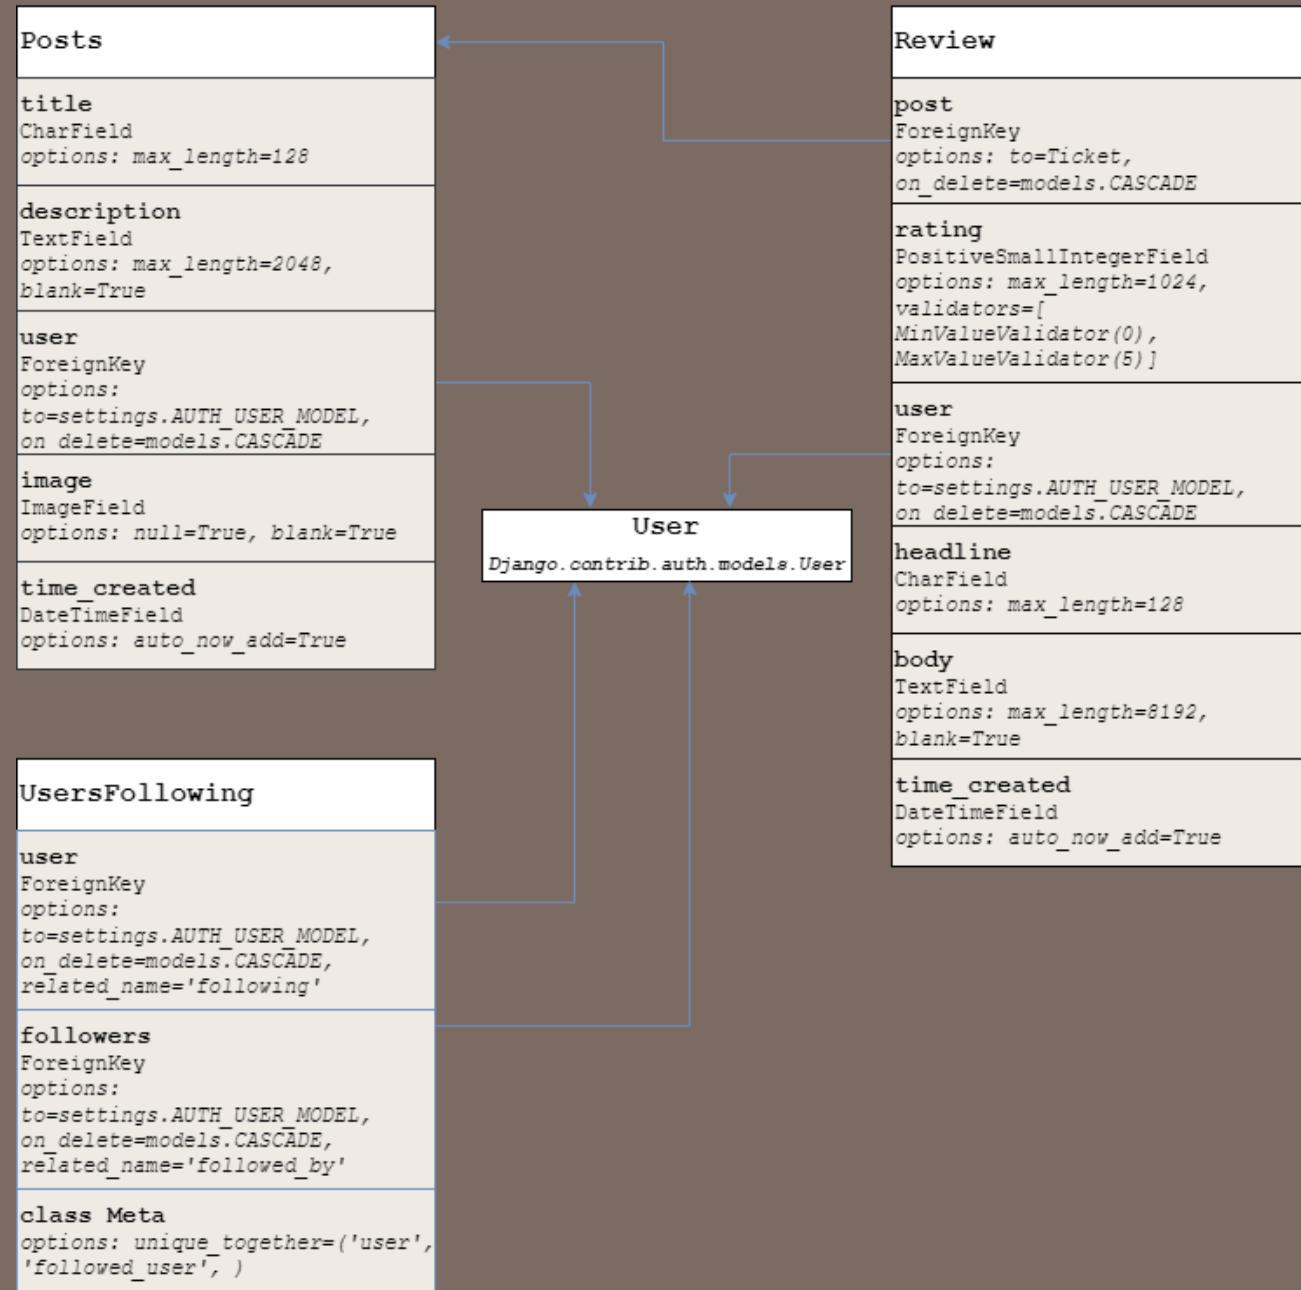 Posts
title
CharField
options: max_length=128
description
TextField
options: max_length=2048,
blank=True
user
ForeignKey
options:
to=settings.AUTH_USER_MODEL,
on_delete=models.CASCADE
image
ImageField
options: null=True, blank=True
time_created
DateTimeField
options: auto_now_add=True
Review
post
ForeignKey
options: to=Ticket,
on_delete=models.CASCADE
rating
PositiveSmallIntegerField
options: max_length=1024,
validators=[
MinValueValidator(0),
MaxValueValidator(5)]
user
ForeignKey
options:
to=settings.AUTH_USER_MODEL,
on_delete=models.CASCADE
headline
CharField
options: max_length=128
body
TextField
options: max_length=8192,
blank=True
time_created
DateTimeField
options: auto_now_add=True
User
Django.contrib.auth.models.User
UsersFollowing
user
ForeignKey
options:
to=settings.AUTH_USER_MODEL,
on_delete=models.CASCADE,
related_name='following'
followers
ForeignKey
options:
to=settings.AUTH_USER_MODEL,
on_delete=models.CASCADE,
related_name='followed_by'
class Meta
options: unique_together=('user',
'followed_user', )